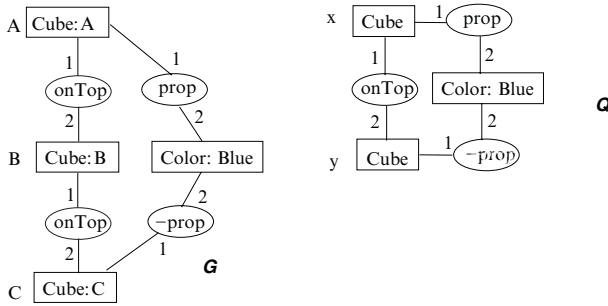 A Cube: A
1 1
onTop prop
2 2
B Cube: B Color: Blue
1 2
onTop −prop
2 1
C Cube: C
G
x Cube 1 prop
1 2
onTop Color: Blue
2 2
y Cube 1 −prop
Q